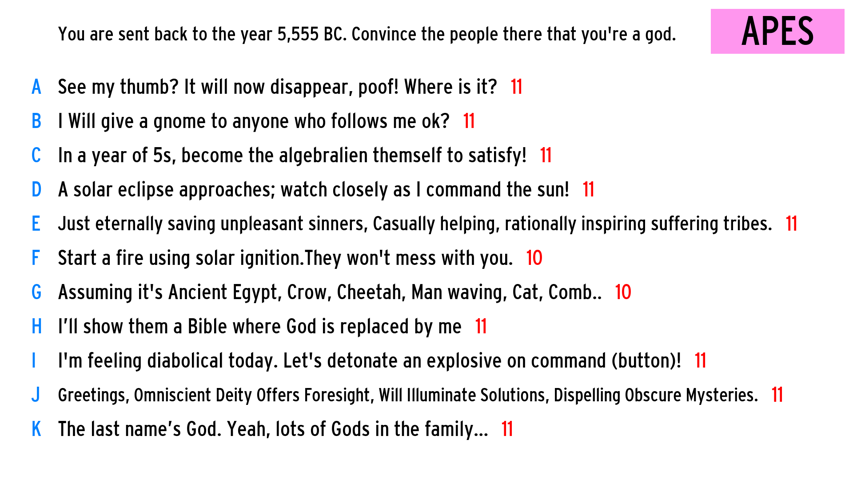 You are sent back to the year 5,555 BC. Convince the people there that you're a god.
APES
A See my thumb? It will now disappear, poof! Where is it? 11
B I Will give a gnome to anyone who follows me ok? 11
C In a year of 5s, become the algebralien themself to satisfy! 11
D A solar eclipse approaches; watch closely as I command the sun! 11
E Just eternally saving unpleasant sinners, Casually helping, rationally inspiring suffering tribes. 11
F Start a fire using solar ignition.They won't mess with you. 10
G Assuming it's Ancient Egypt, Crow, Cheetah, Man waving, Cat, Comb.. 10
H I’ll show them a Bible where God is replaced by me 11
I I'm feeling diabolical today. Let's detonate an explosive on command (button)! 11
J Greetings, Omniscient Deity Offers Foresight, Will Illuminate Solutions, Dispelling Obscure Mysteries. 11
K The last name’s God. Yeah, lots of Gods in the family... 11